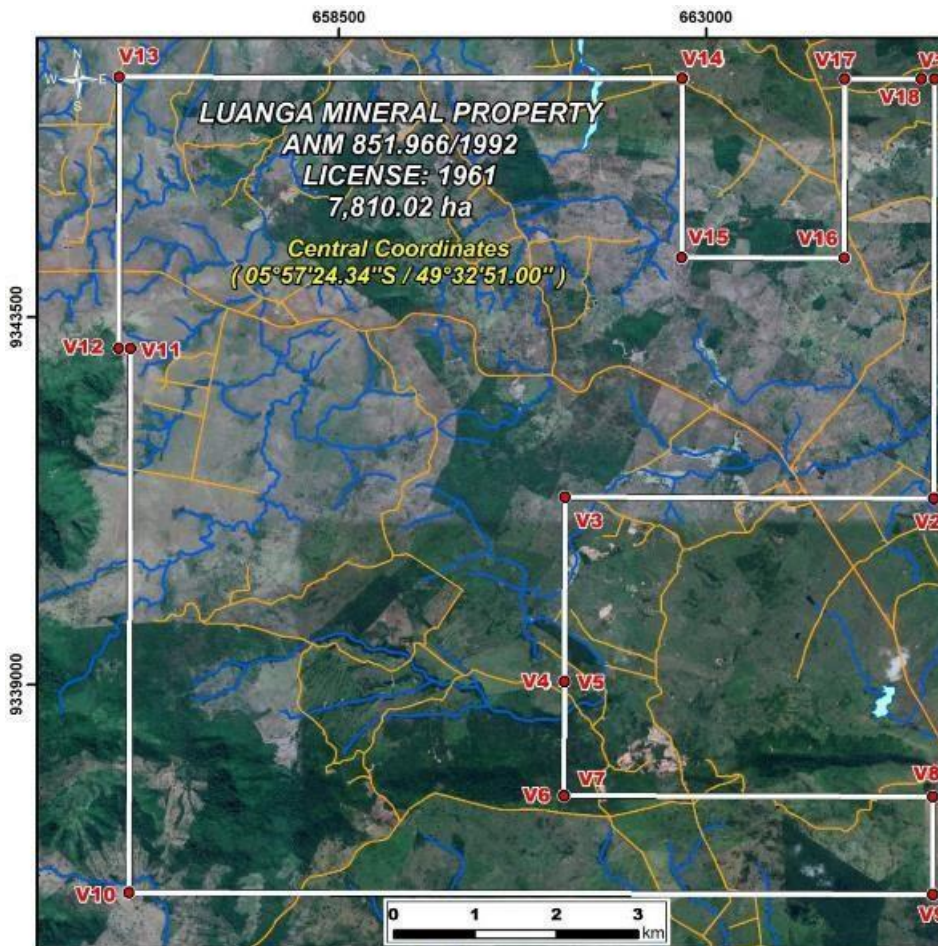 658500
663000
V13
V14
V17
V18
N
W
E
S
LUANGA MINERAL PROPERTY
ANM 851.966/1992
LICENSE: 1961
7,810.02 ha
Central Coordinates
( 05°57'24.34"S / 49°32'51.00" )
V15
V16
9343500
V12
V11
V3
V2
9339000
V4
V5
V6
V7
V8
V10
V9
0 1 2 3
km